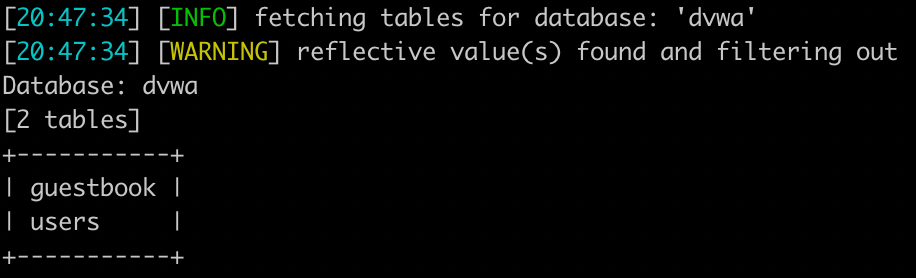 [20:47:34] [INFO] fetching tables for database: 'dvwa'
[20:47:34] [WARNING] reflective value(s) found and filtering out
Database: dvwa
[2 tables]
+-----------+
| guestbook |
| users     |
+-----------+